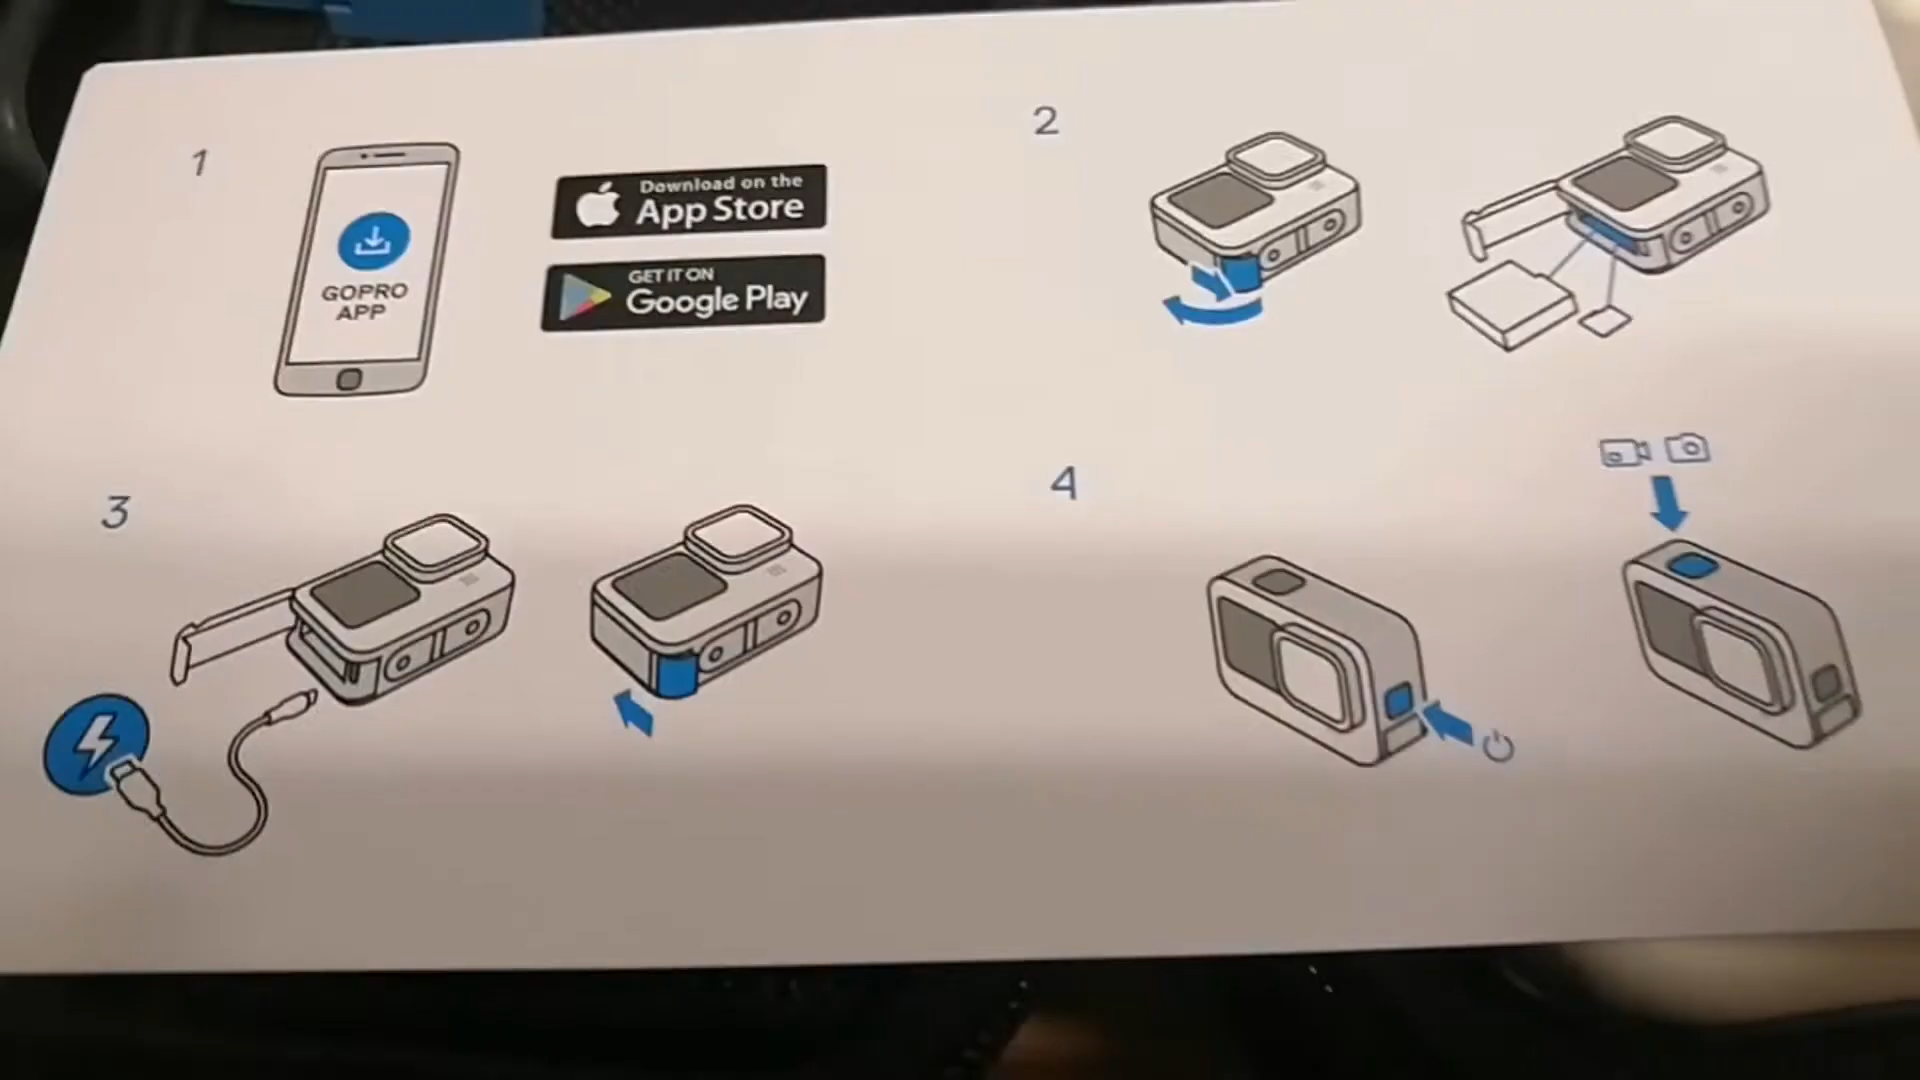 1
GOPRO
APP
Download on the
App Store
GET IT ON
Google Play
2
3
4